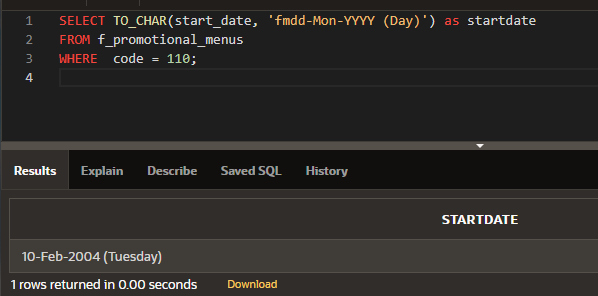 1 SELECT TO_CHAR(start_date, 'fmdd-Mon-YYYY (Day)') as startdate
2 FROM f_promotional_menus
3 WHERE  code = 110;
4
Results Explain Describe Saved SQL History
STARTDATE
10-Feb-2004 (Tuesday)
1 rows returned in 0.00 seconds Download